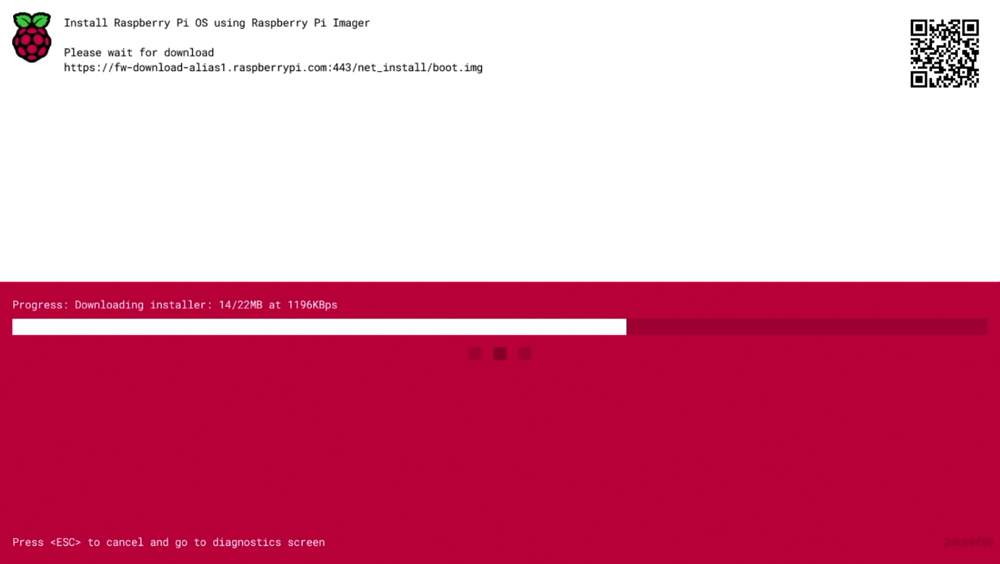 Install Raspberry Pi OS using Raspberry Pi Imager
Please wait for download
https://fw-download-alias1.raspberrypi.com:443/net_install/boot.img
Progress: Downloading installer: 14/22MB at 1196KBps
Press <ESC> to cancel and go to diagnostics screen